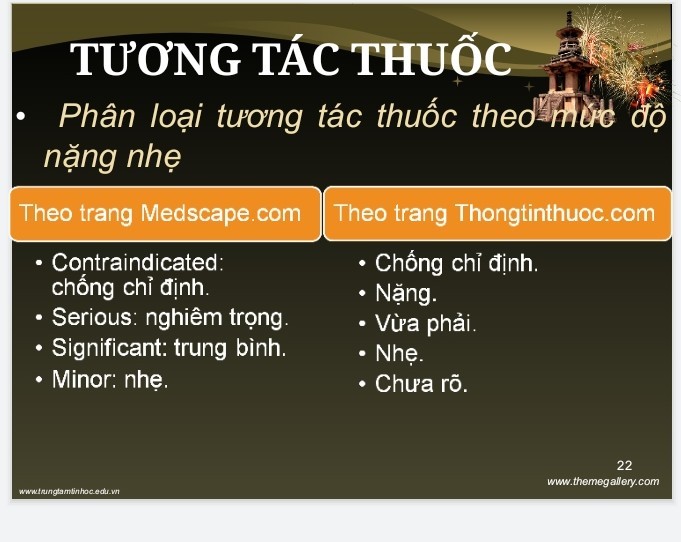 TƯƠNG TÁC THUỐC
• Phân loại tương tác thuốc theo mức độ
nặng nhẹ
Theo trang Medscape.com
• Contraindicated:
chống chỉ định.
• Serious: nghiêm trọng.
• Significant: trung bình.
• Minor: nhẹ.
Theo trang Thongtinthuoc.com
• Chống chỉ định.
• Nặng.
• Vừa phải.
• Nhẹ.
• Chưa rõ.
22
www.themegallery.com
www.trungtamtinhoc.edu.vn